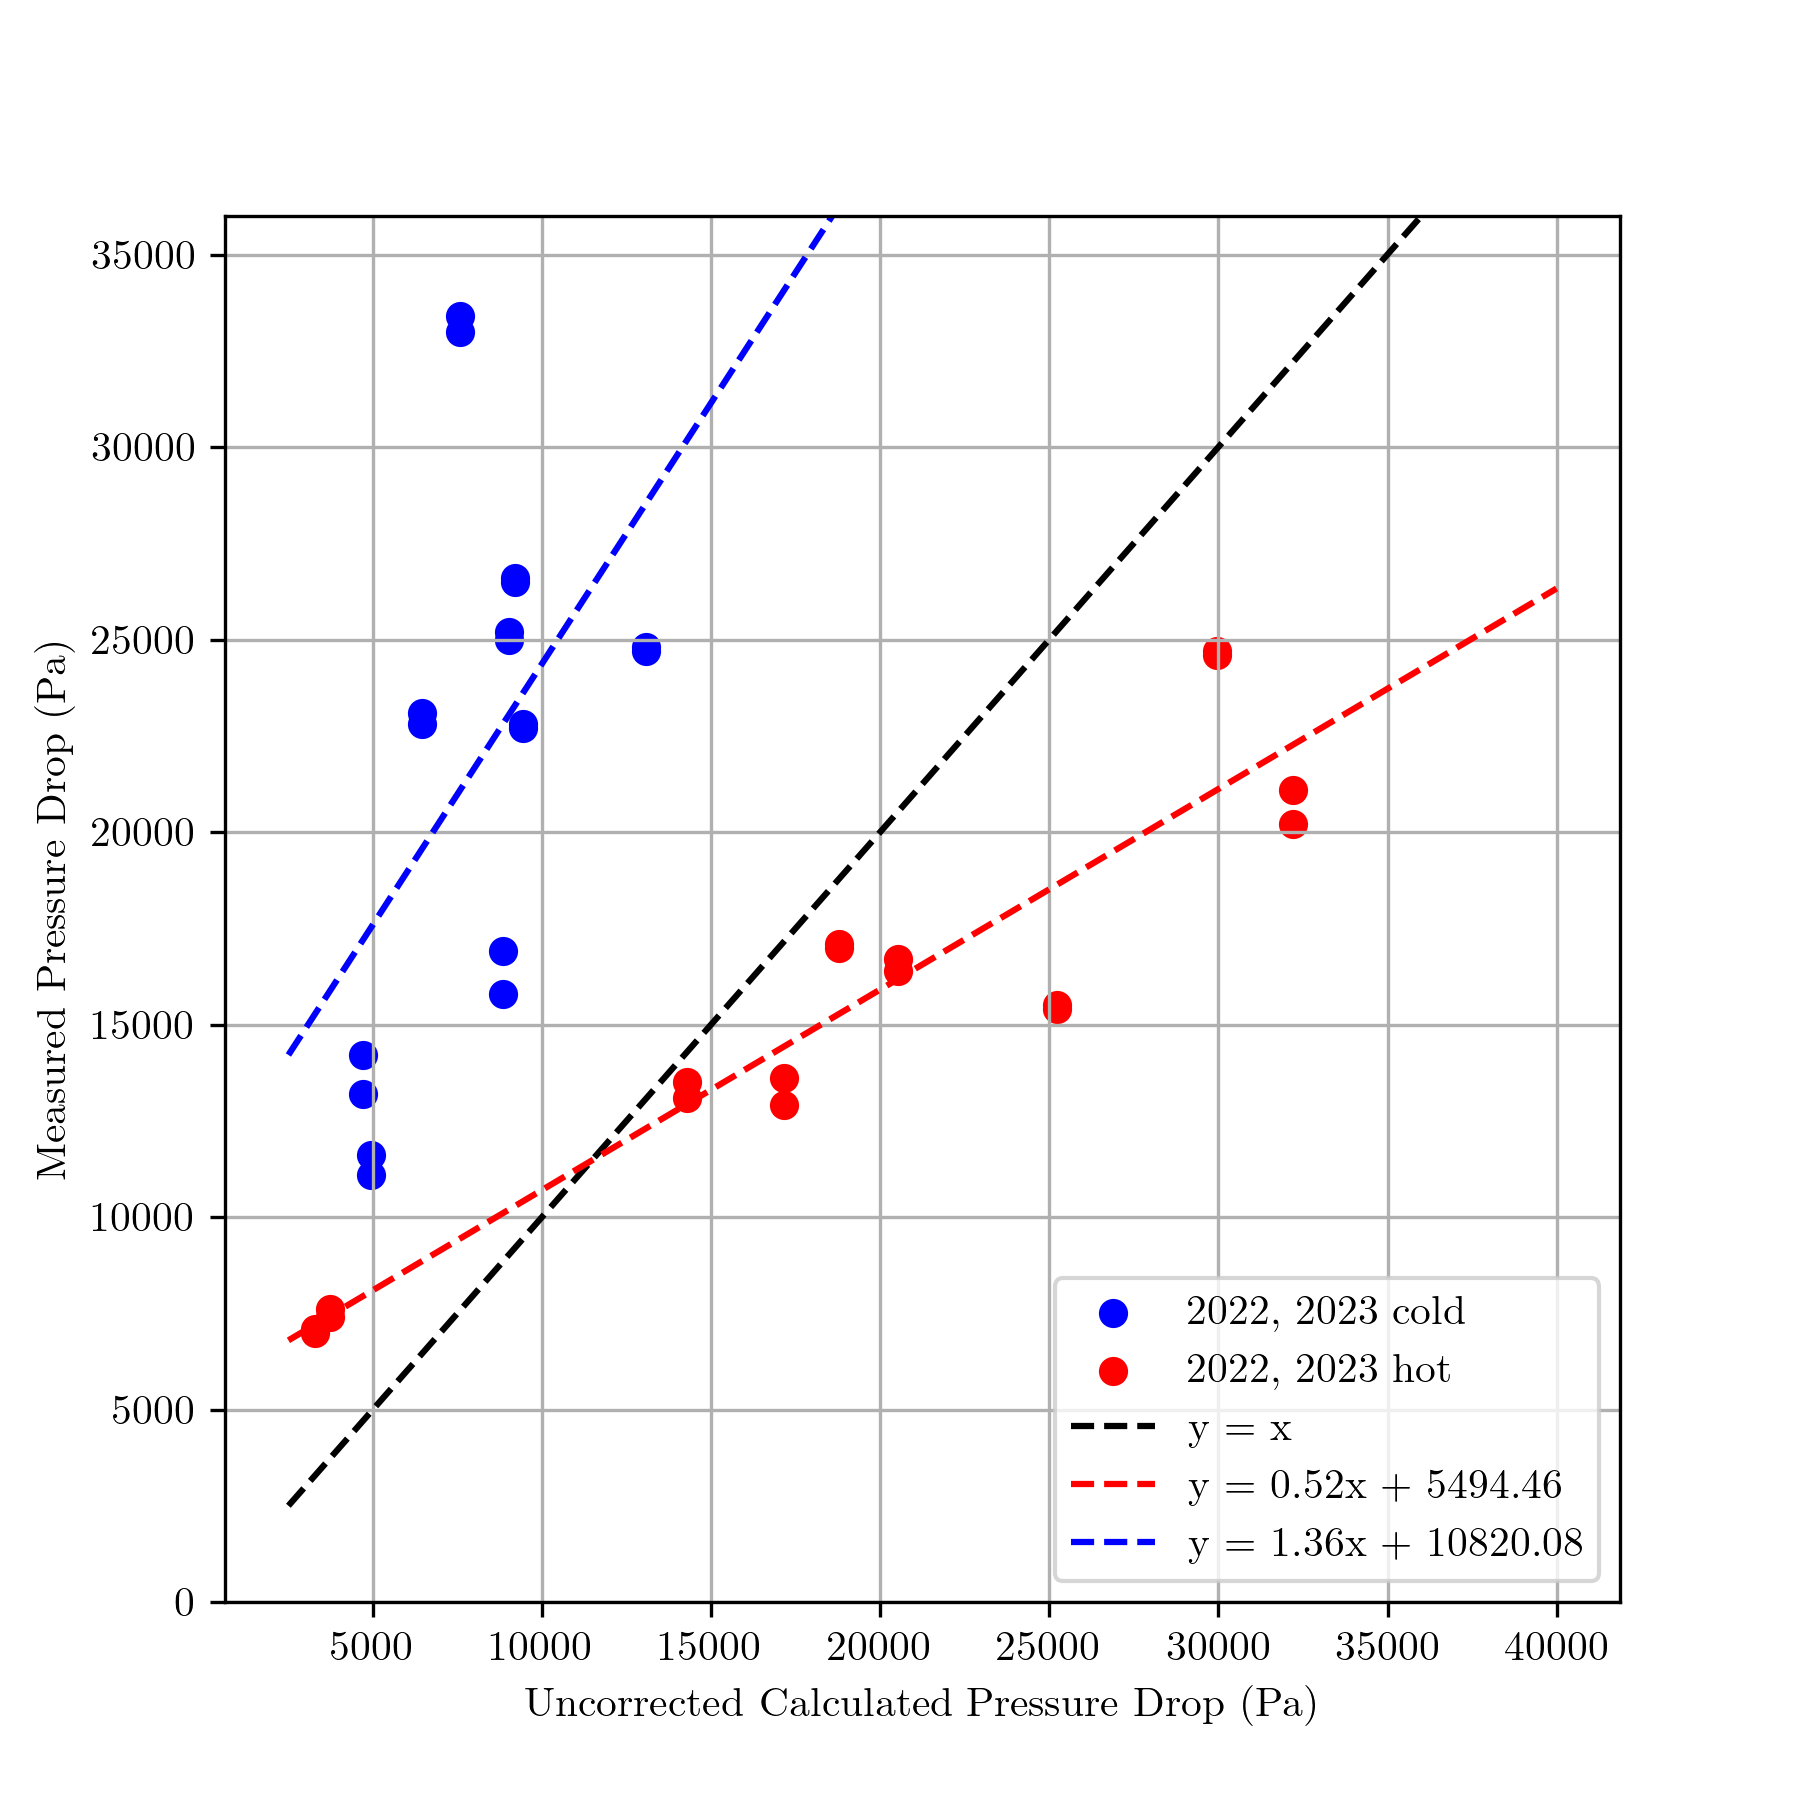 35000
30000
25000
20000
15000
10000
5000
0
Measured Pressure Drop (Pa)
5000 10000 15000 20000 25000 30000 35000 40000
Uncorrected Calculated Pressure Drop (Pa)
2022, 2023 cold
2022, 2023 hot
y = x
y = 0.52x + 5494.46
y = 1.36x + 10820.08